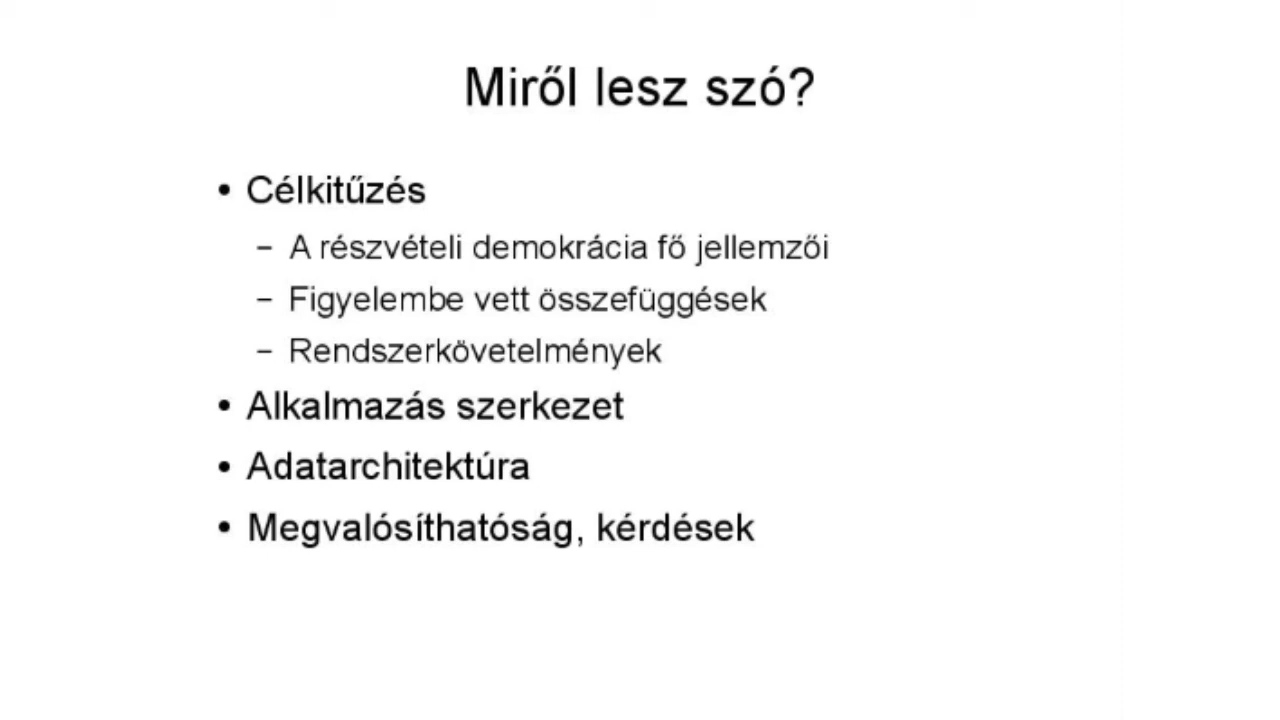 Miről lesz szó?
• Célkitűzés
– A részvételi demokrácia fő jellemzői
– Figyelembe vett összefüggések
– Rendszerkövetelmények
• Alkalmazás szerkezet
• Adatarchitektúra
• Megvalósíthatóság, kérdések